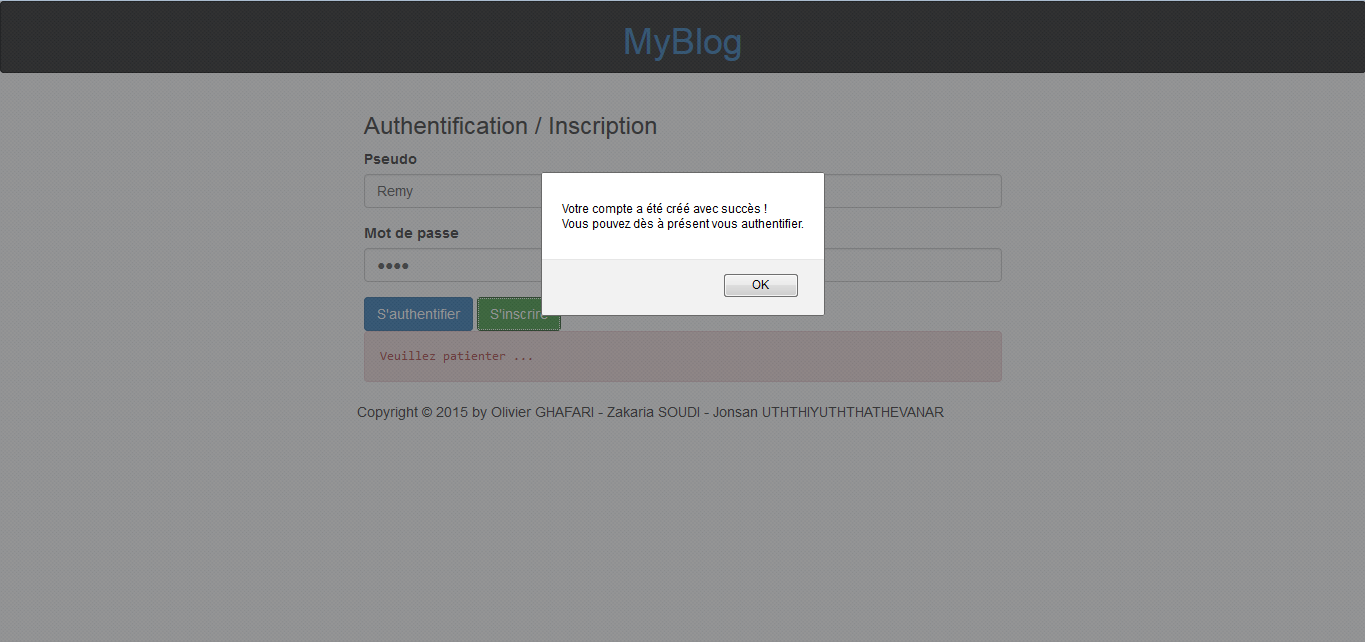 MyBlog
Authentification / Inscription
Pseudo
Remy
Votre compte a été créé avec succès !
Vous pouvez dès à présent vous authentifier.
Mot de passe
••••
OK
S'authentifier S'inscrire
Veuillez patienter ...
Copyright © 2015 by Olivier GHAFARI - Zakaria SOUDI - Jonsan UTHTHIYUTHTHATHEVANAR